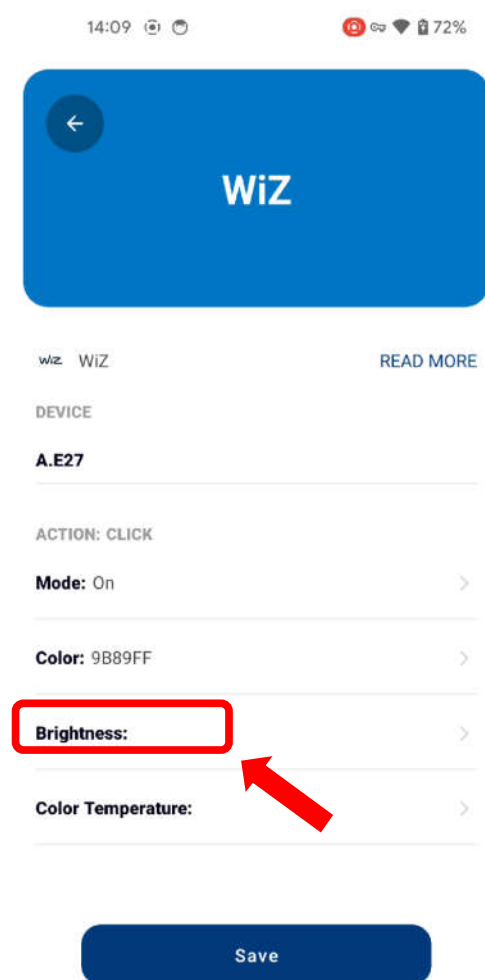 14:09 72%
WiZ
WiZ WiZ READ MORE
DEVICE
A.E27
ACTION: CLICK
Mode: On
Color: 9B89FF
Brightness:
Color Temperature:
Save